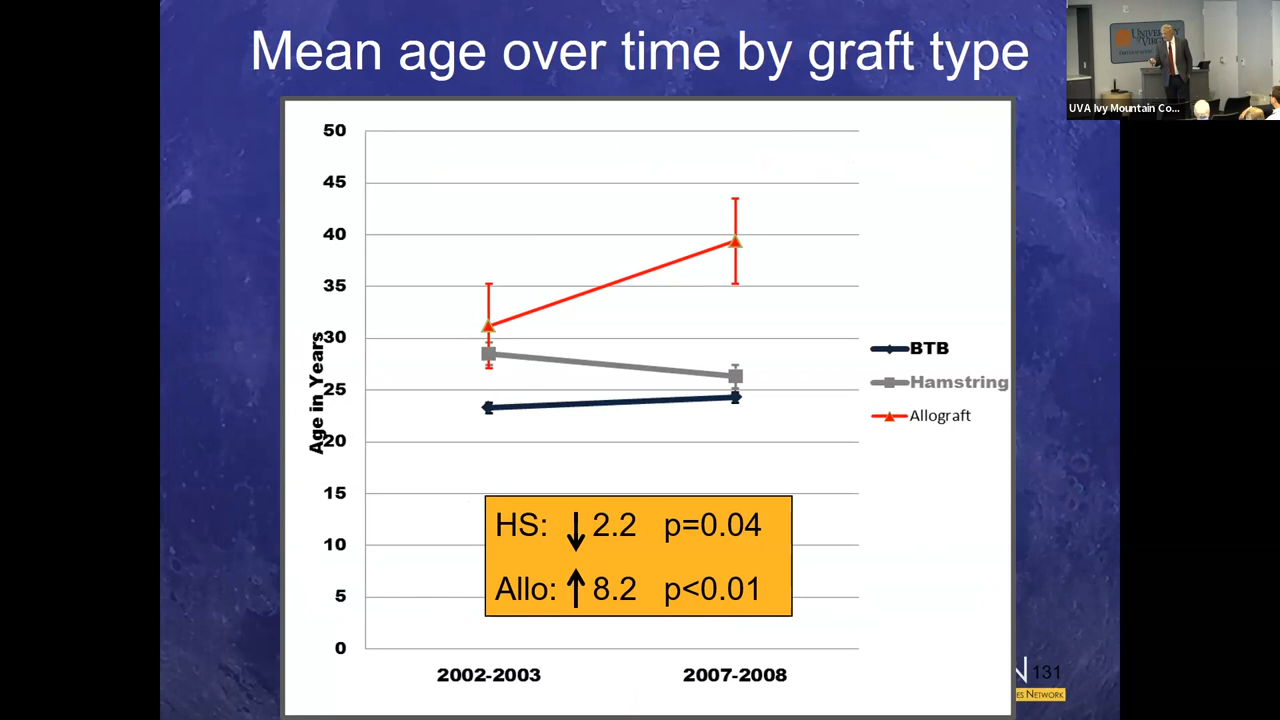 Mean age over time by graft type
UVA Ivy Mountain Co...
50
45
40
35
30
25
20
15
10
5
0
Age in Years
2002-2003
2007-2008
BTB
Hamstring
Allograft
HS: ↓ 2.2 p=0.04
Allo: ↑ 8.2 p<0.01
N 131
ES NETWORK